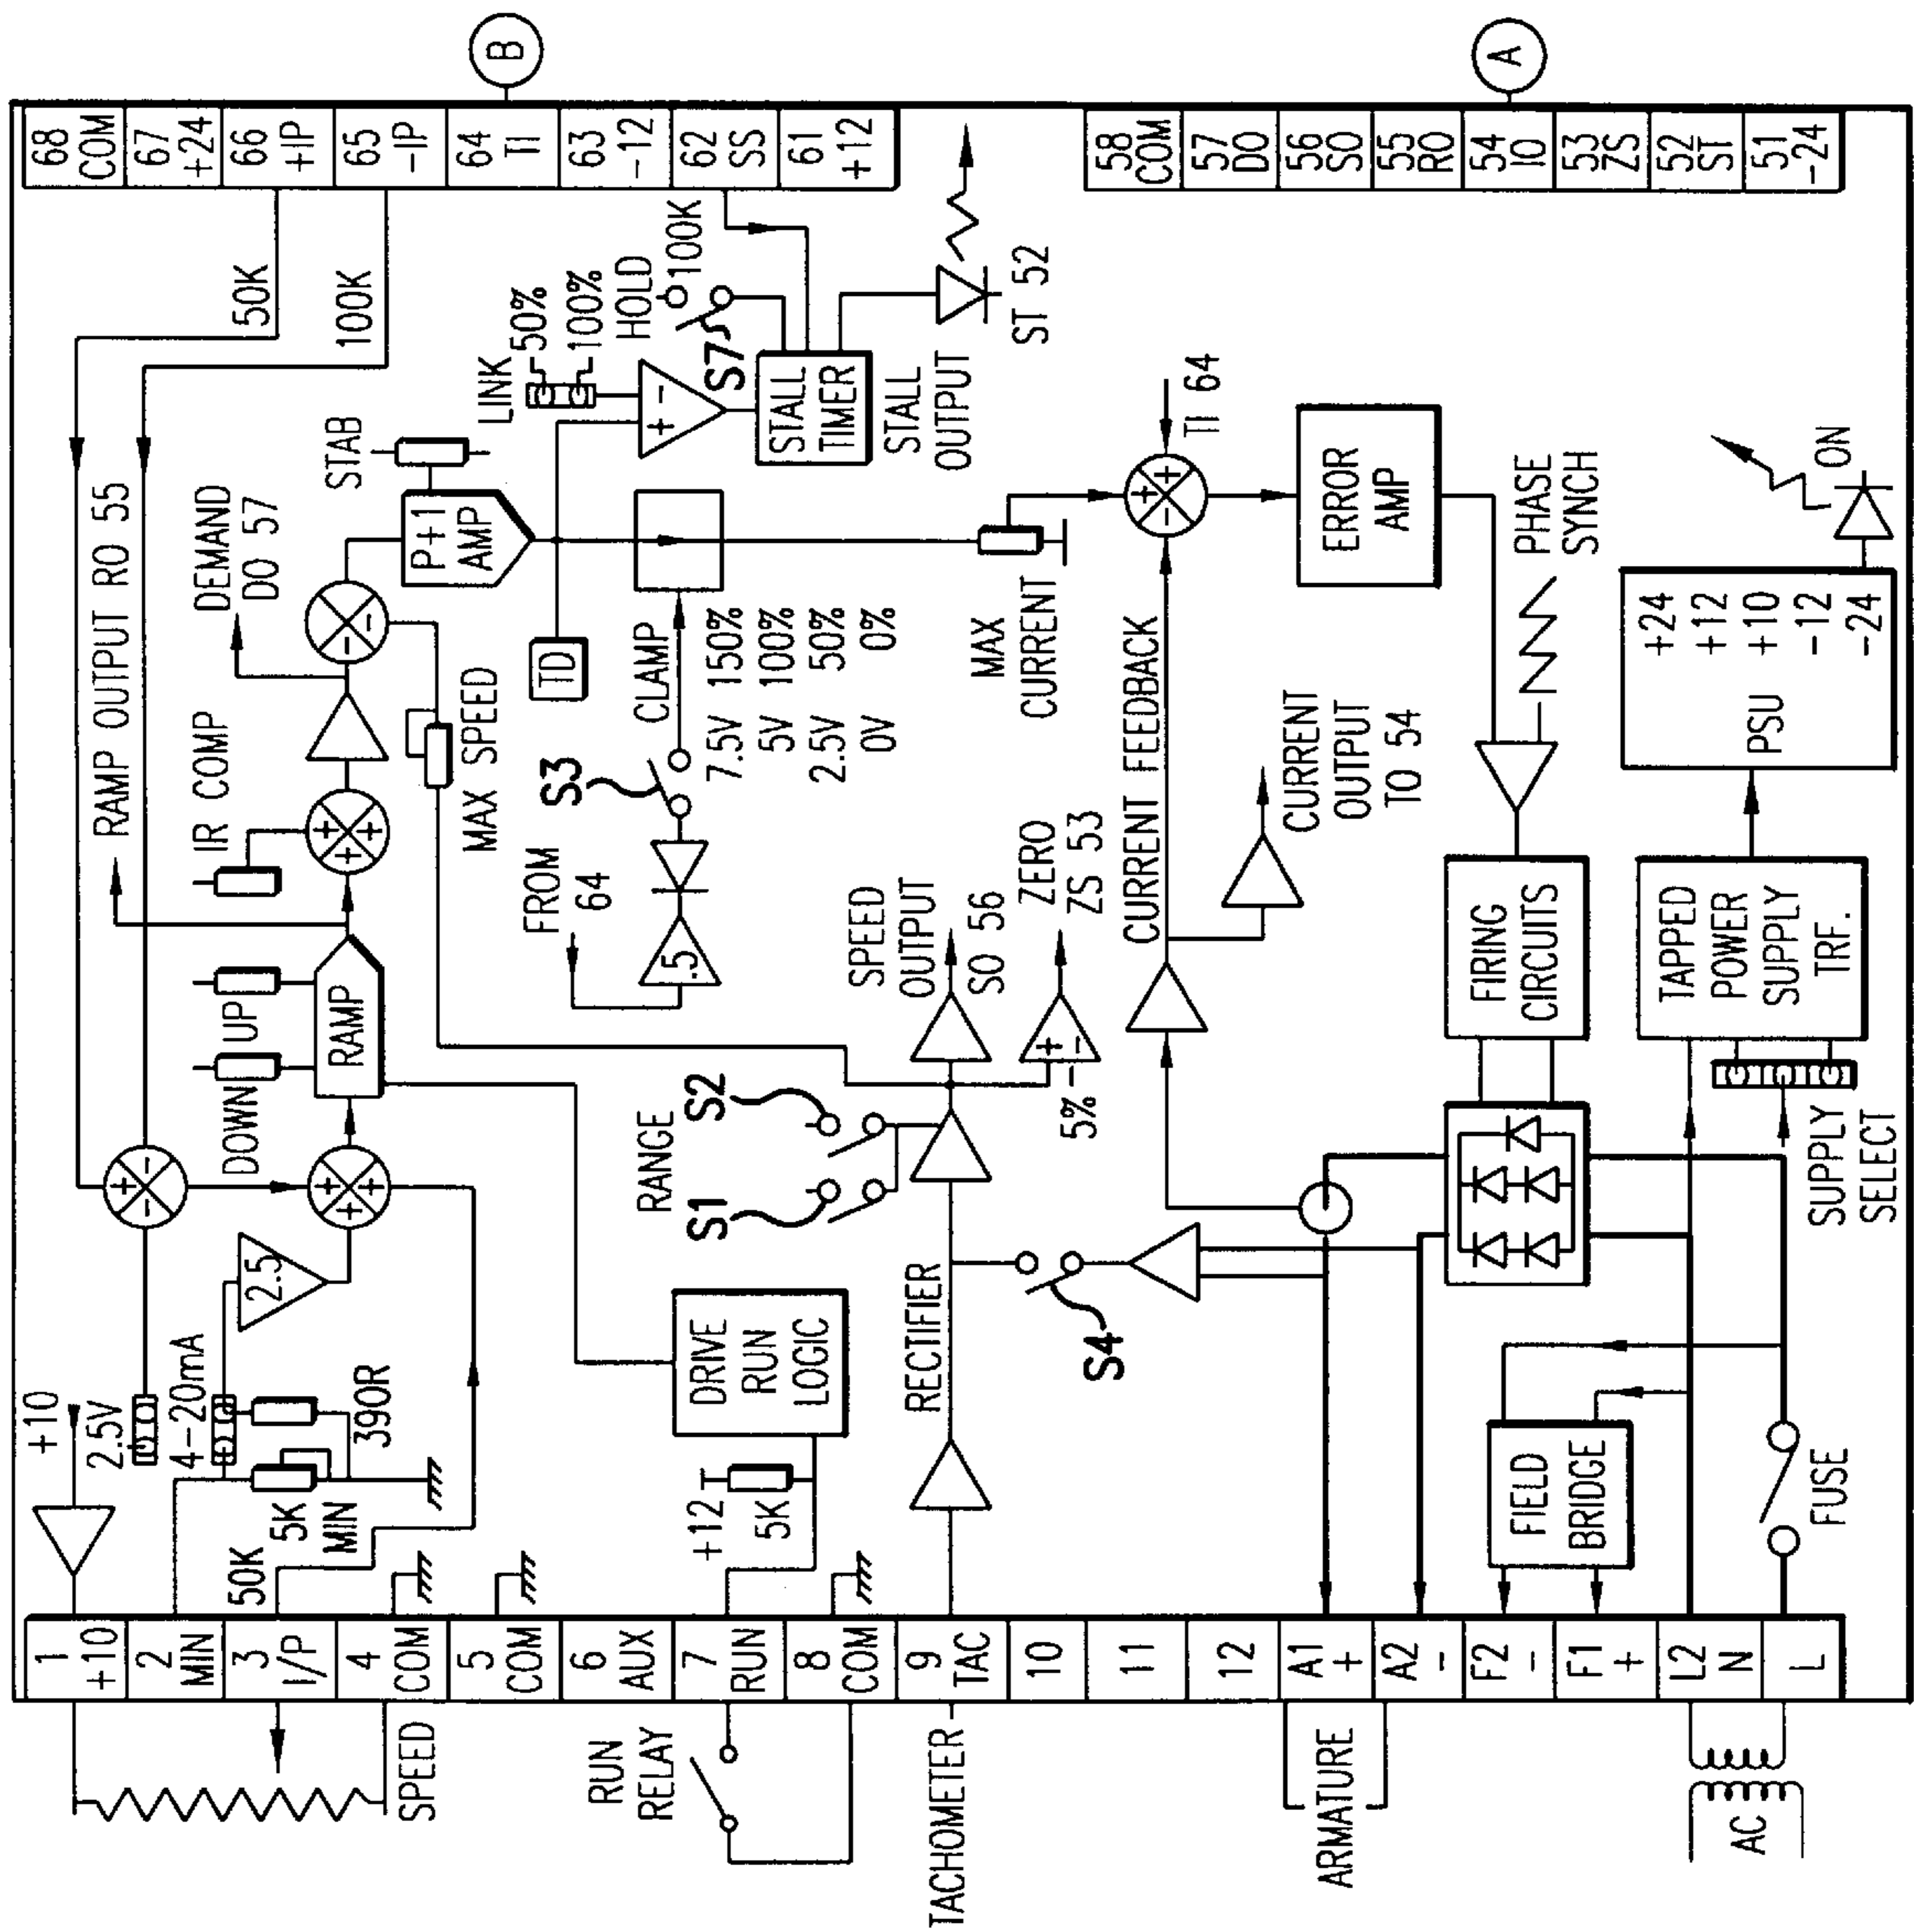 68
COM
67
+24
66
+IP
65
-IP
64
TI
63
-12
62
SS
61
+12
B
58
COM
57
DO
56
SO
55
RO
54
IO
53
ZS
52
ST
51
-24
A
50K
100K
RAMP OUTPUT RO 55
DEMAND
DO 57
STAB
LINK
50%
100%
HOLD
100K
S7
P+1
AMP
+ -
STALL
TIMER
STALL
OUTPUT
ST 52
IR COMP
MAX SPEED
TD
CLAMP
7.5V 150%
5V 100%
2.5V 50%
0V 0%
MAX
CURRENT
S3
FROM
64
.5
DOWN
UP
RAMP
+10
2.5V
4-20mA
2.5
390R
5K
MIN
50K
+ -
-
+ +
+
+ +
- -
DRIVE
RUN
LOGIC
+12
5K
RANGE
S1
S2
RECTIFIER
S4
SPEED
OUTPUT
SO 56
ZERO
ZS 53
5%
+ -
CURRENT FEEDBACK
CURRENT
OUTPUT
TO 54
+ +
-
TI 64
ERROR
AMP
PHASE
SYNCH
FIRING
CIRCUITS
ON
+24
+12
PSU +10
-12
-24
TAPPED
POWER
SUPPLY
TRF.
SUPPLY
SELECT
FIELD
BRIDGE
FUSE
1
+10
2
MIN
3
I/P
4
COM
5
COM
6
AUX
7
RUN
8
COM
9
TAC
10
11
12
A1
+
A2
-
F2
-
F1
+
L2
N
L
SPEED
RUN
RELAY
TACHOMETER
ARMATURE
AC